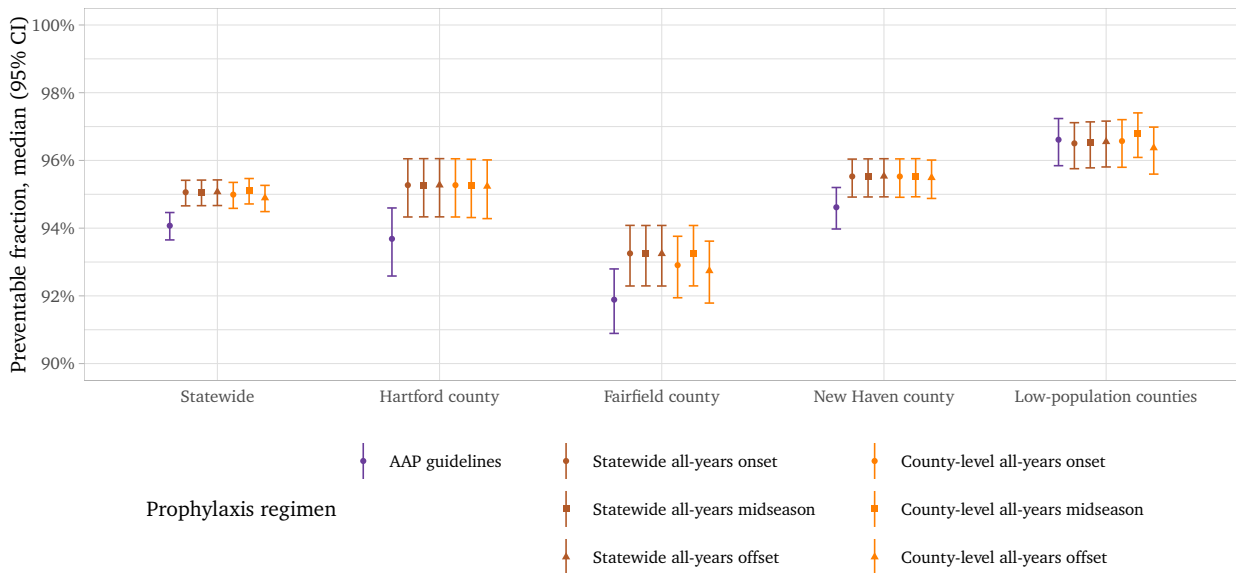 Preventable fraction, median (95% CI)
100%
98%
96%
94%
92%
90%
Statewide
Hartford county
Fairfield county
New Haven county
Low-population counties
Prophylaxis regimen
AAP guidelines
Statewide all-years onset
Statewide all-years midseason
Statewide all-years offset
County-level all-years onset
County-level all-years midseason
County-level all-years offset